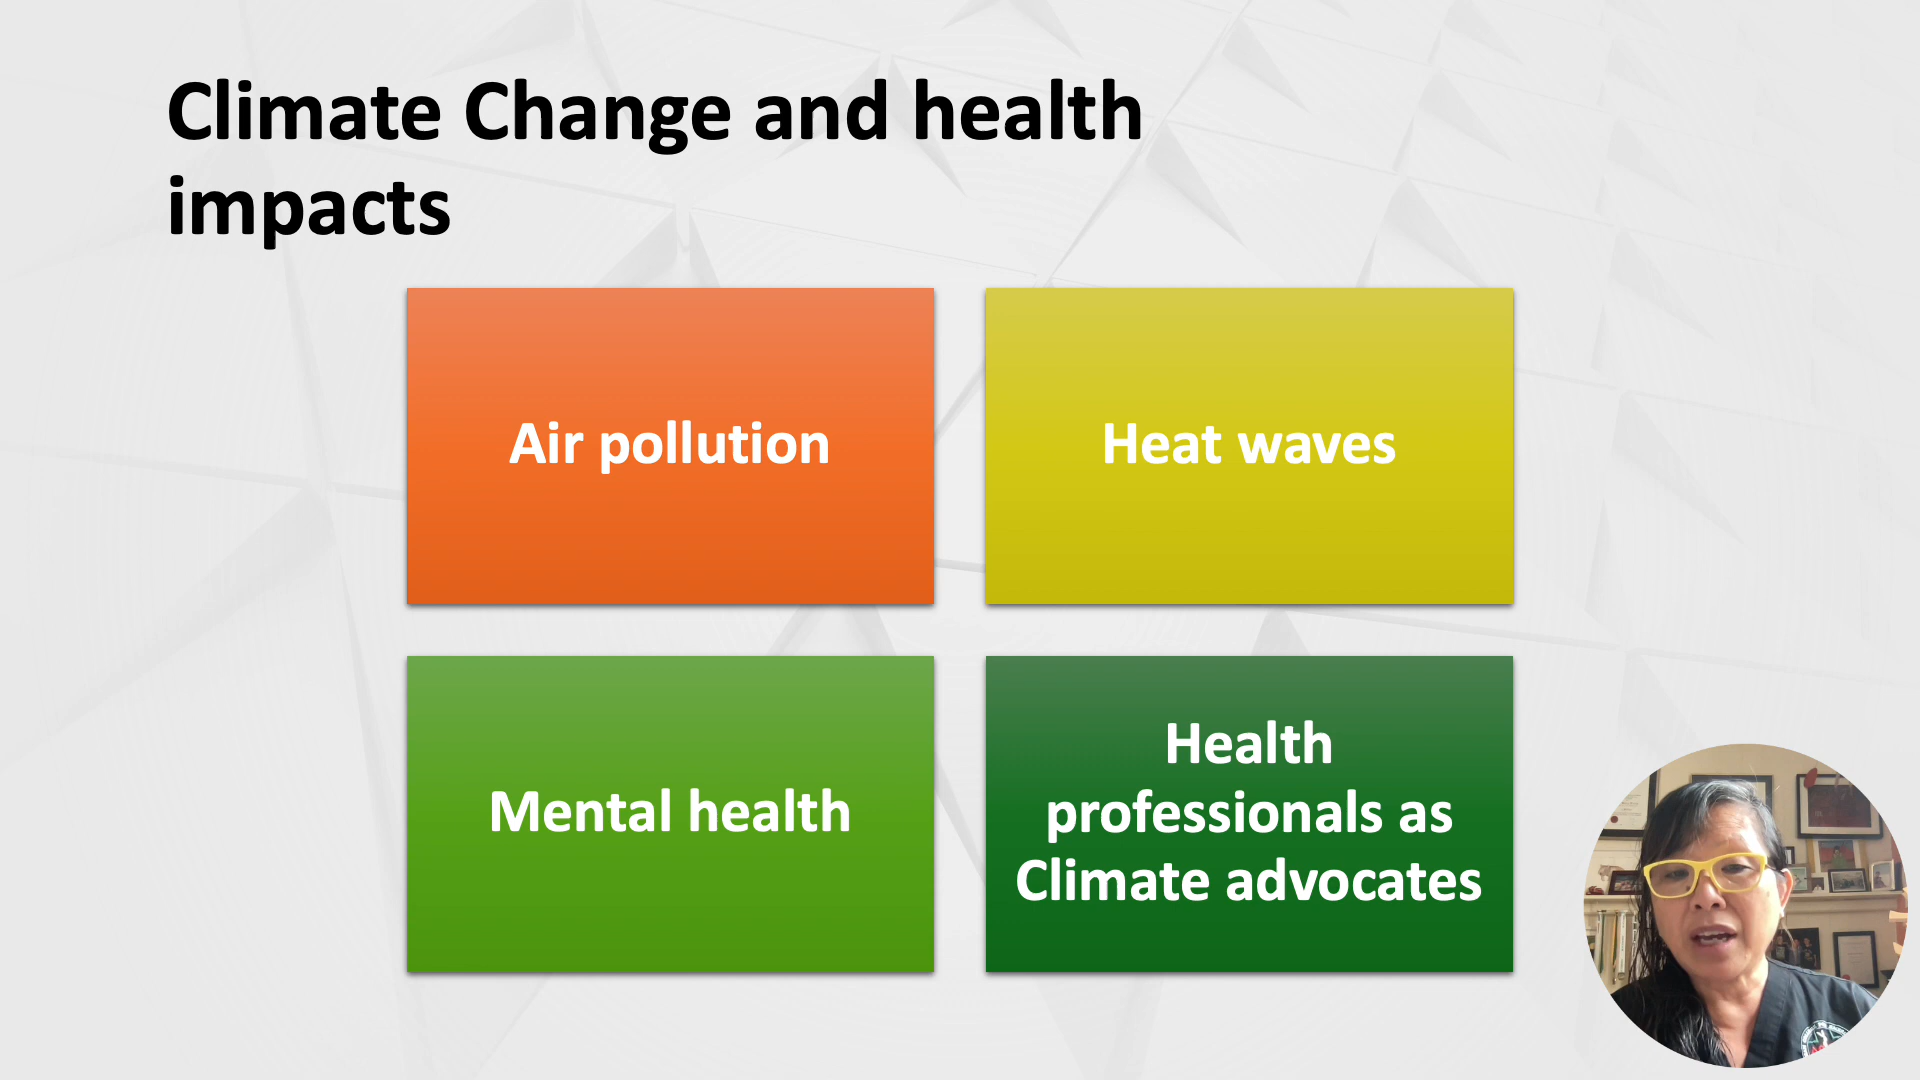 Climate Change and health
impacts
Air pollution
Heat waves
Mental health
Health
professionals as
Climate advocates